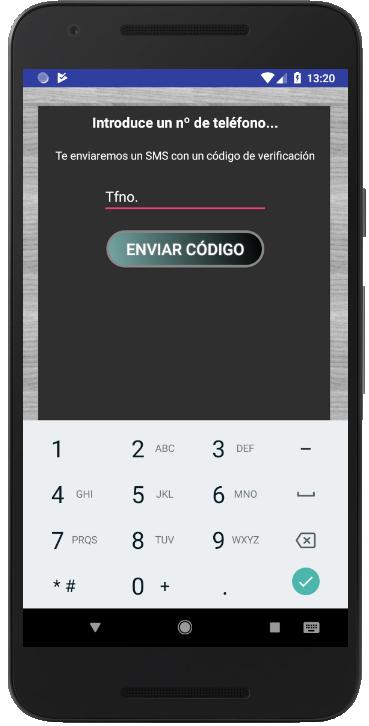 13:20
Introduce un nº de teléfono...
Te enviaremos un SMS con un código de verificación
Tfno.
ENVIAR CÓDIGO
1 2 ABC 3 DEF –
4 GHI 5 JKL 6 MNO
7 PRQS 8 TUV 9 WXYZ
* # 0 + .